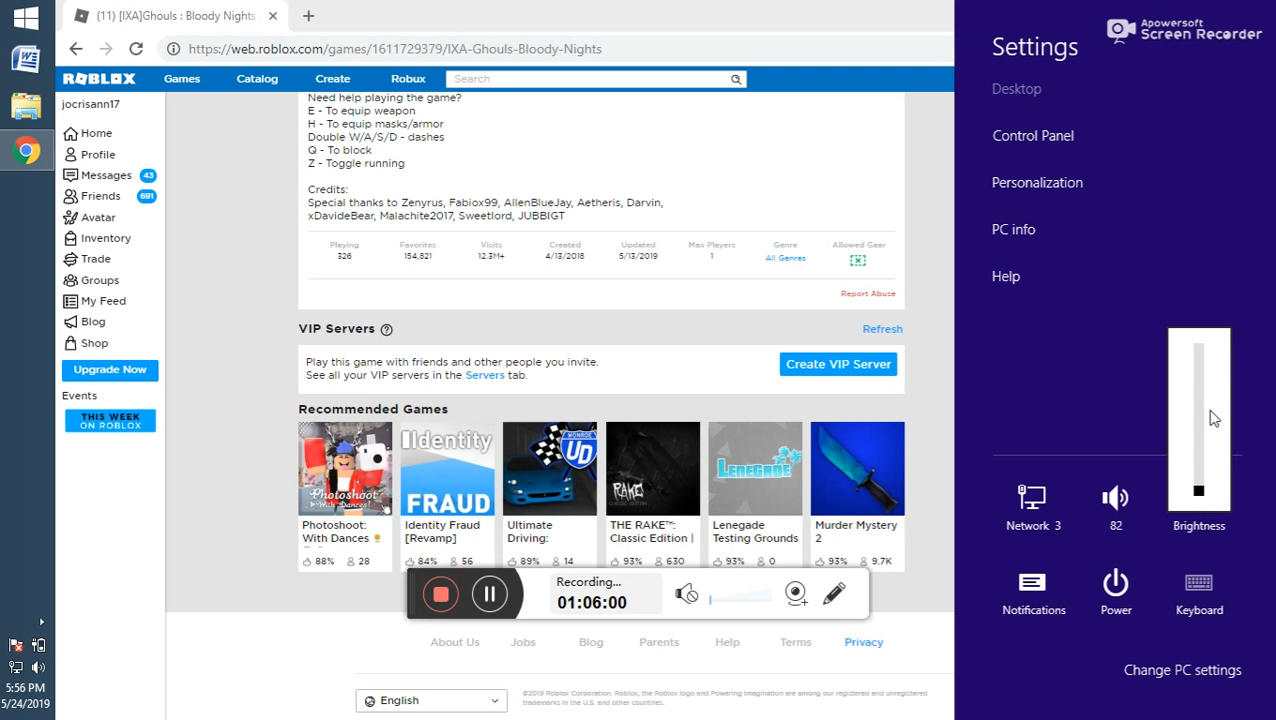 (11) [IXA]Ghouls : Bloody Nights
https://web.roblox.com/games/1611729379/IXA-Ghouls-Bloody-Nights
ROBLOX
Games
Catalog
Create
Robux
Search
jocrisann17
Home
Profile
Messages 43
Friends 691
Avatar
Inventory
Trade
Groups
My Feed
Blog
Shop
Upgrade Now
Events
THIS WEEK
ON ROBLOX
Need help playing the game?
E - To equip weapon
H - To equip masks/armor
Double W/A/S/D - dashes
Q - To block
Z - Toggle running
Credits:
Special thanks to Zenyrus, Fabiox99, AllenBlueJay, Aetheris, Darvin,
xDavideBear, Malachite2017, Sweetlord, JUBBIGT
Playing Favorites Visits Created Updated Max Players Genre Allowed Gear
326 154,821 12.3M+ 4/13/2018 5/13/2019 1 All Genres
Report Abuse
VIP Servers
Refresh
Play this game with friends and other people you invite.
See all your VIP servers in the Servers tab.
Create VIP Server
Recommended Games
Photoshoot
With Dances!
Identity
FRAUD
MONROE
UD
RAKE
LENEGADE
Photoshoot:
With Dances
88% 28
Identity Fraud
[Revamp]
84% 56
Ultimate
Driving:
89% 14
THE RAKE™:
Classic Edition |
93% 630
Lenegade
Testing Grounds
93% 0
Murder Mystery
2
93% 9.7K
Recording...
01:06:00
About Us
Jobs
Blog
Parents
Help
Terms
Privacy
English
©2019 Roblox Corporation. Roblox, the Roblox logo and Powering Imagination are among our registered and unregistered
trademarks in the U.S. and other countries.
5:56 PM
5/24/2019
Apowersoft
Screen Recorder
Settings
Desktop
Control Panel
Personalization
PC info
Help
Network 3
82
Brightness
Notifications
Power
Keyboard
Change PC settings